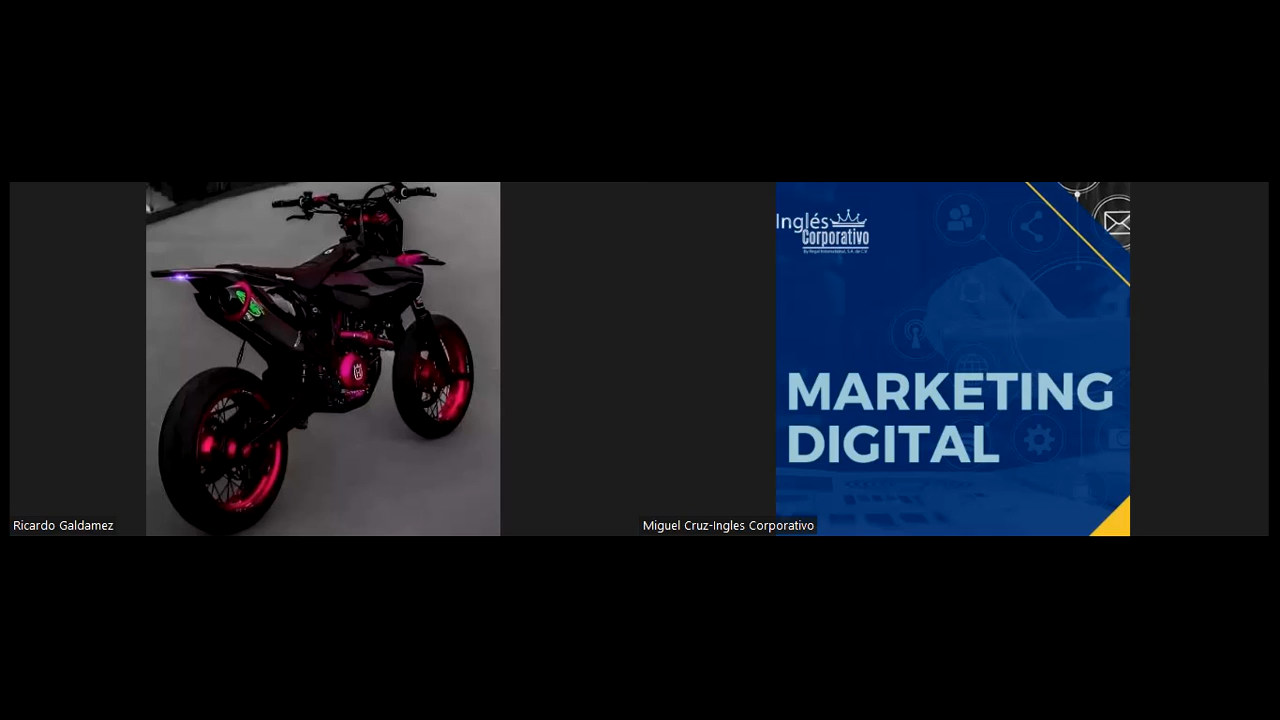 Inglés
Corporativo
MARKETING
DIGITAL
Ricardo Galdamez
Miguel Cruz-Ingles Corporativo